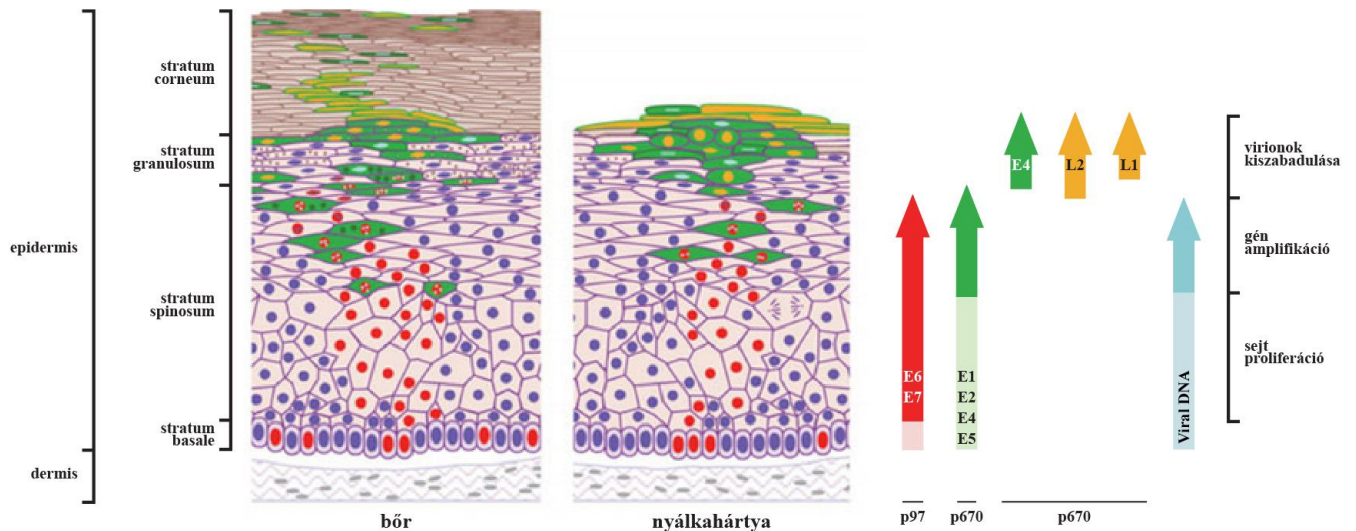 epidermis
dermis
stratum
corneum
stratum
granulosum
stratum
spinosum
stratum
basale
bőr
nyálkahártya
E6
E7
E1
E2
E4
E5
E4
L2
L1
Viral DNA
p97
p670
p670
virionok
kiszabadulása
gén
amplifikáció
sejt
proliferáció